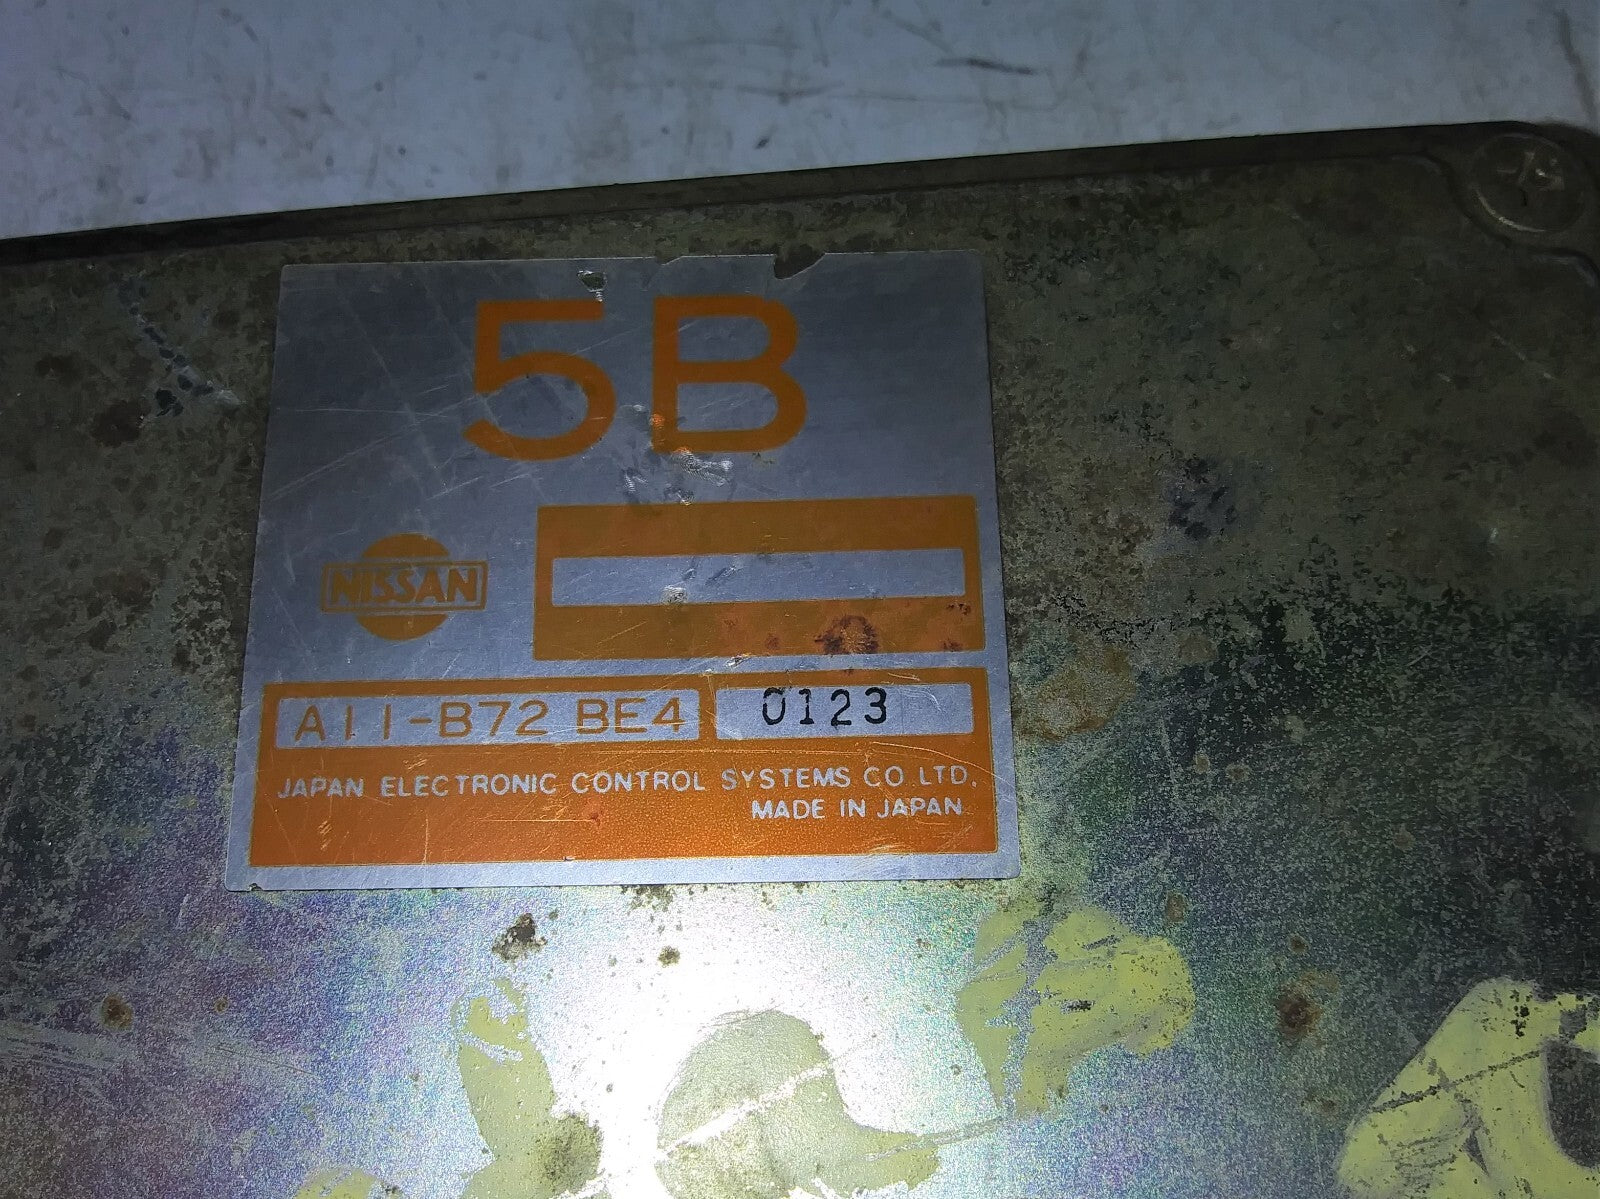 5B
NISSAN
A11-B72 BE4 0123
JAPAN ELECTRONIC CONTROL SYSTEMS CO.LTD.
MADE IN JAPAN